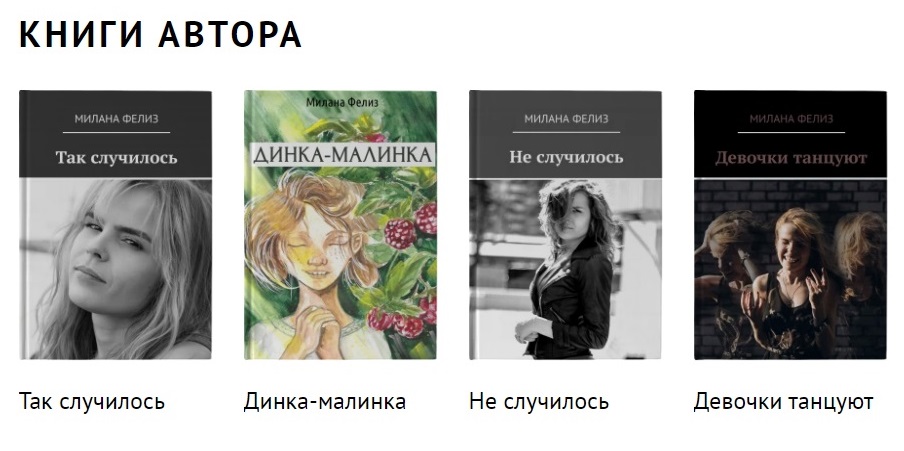 КНИГИ АВТОРА
МИЛАНА ФЕЛИЗ
Так случилось
Милана Фелиз
ДИНКА-МАЛИНКА
МИЛАНА ФЕЛИЗ
Не случилось
МИЛАНА ФЕЛИЗ
Девочки танцуют
Так случилось
Динка-малинка
Не случилось
Девочки танцуют